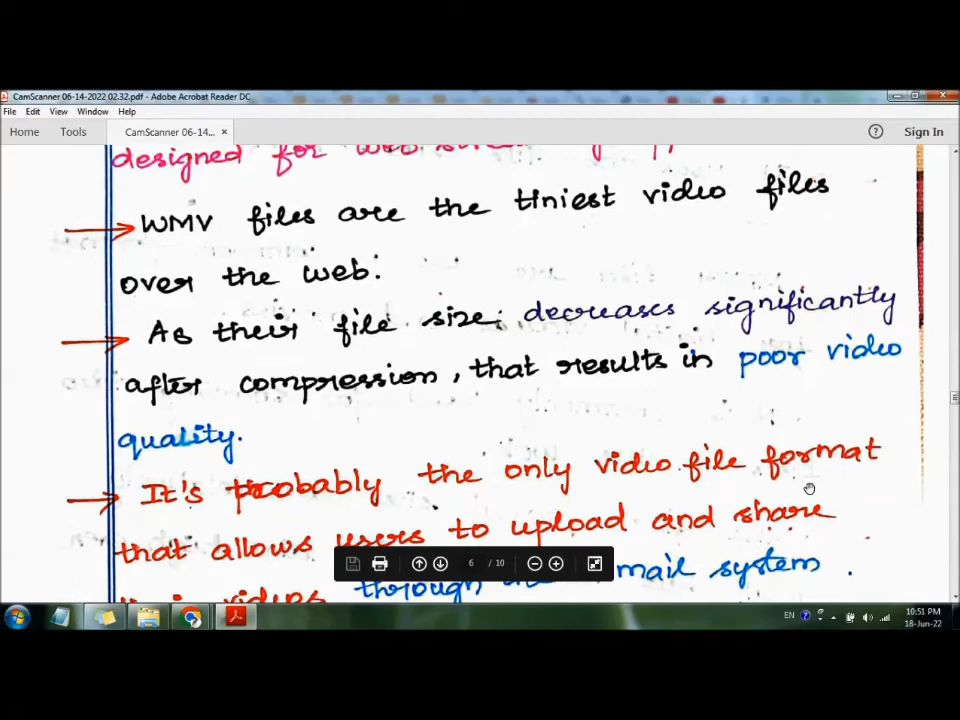 CamScanner 06-14-2022 02.32.pdf - Adobe Acrobat Reader DC
File Edit View Window Help
Home Tools CamScanner 06-14... × Sign In
designed for web
WMV files are the tiniest video files
over the web.
As their file size decreases significantly
after compression, that results in poor video
quality.
It's probably the only video file format
that allows users to upload and share
videos through mail system.
6 / 10
EN
10:51 PM
18-Jun-22